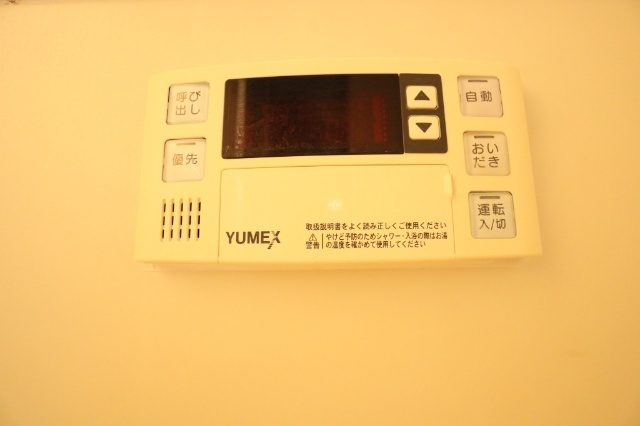 呼び
出し
優先
▲
▼
自動
おい
だき
運転
入/切
YUMEX
取扱説明書をよく読み正しくご使用ください
⚠警告
やけど予防のためシャワー・入浴の際はお湯
の温度を確かめて使用してください